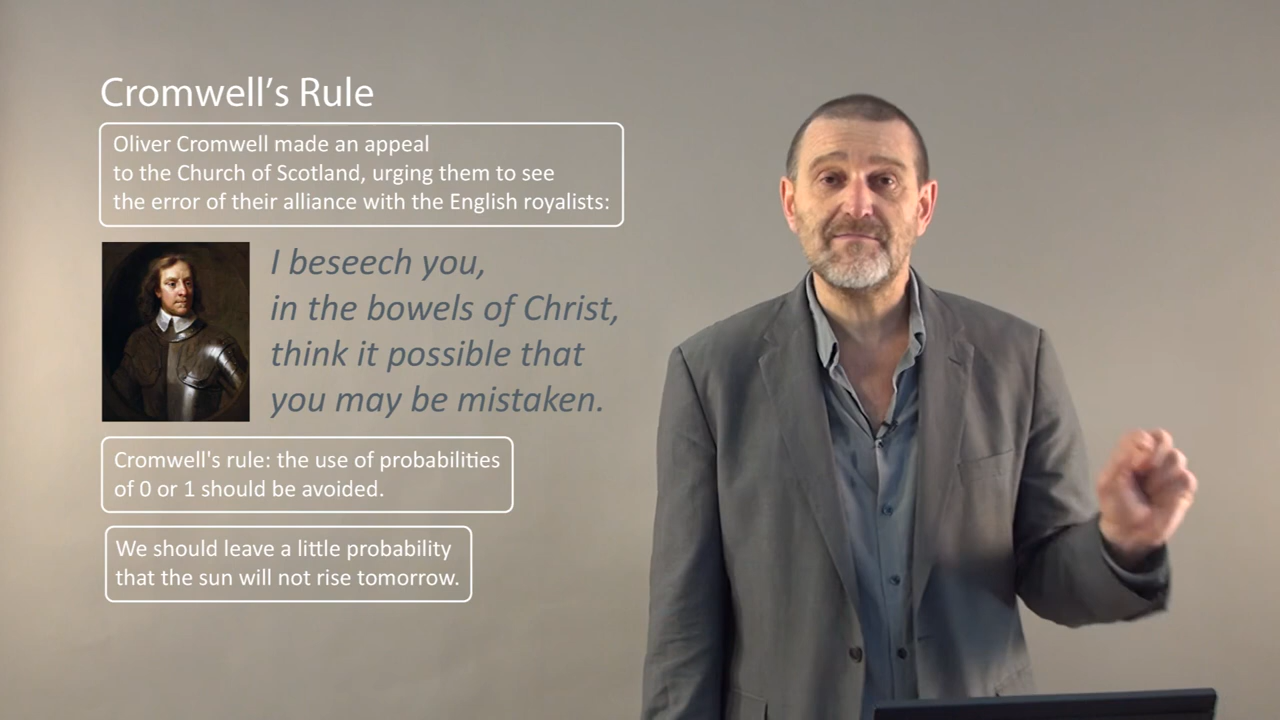 Cromwell’s Rule
Oliver Cromwell made an appeal
to the Church of Scotland, urging them to see
the error of their alliance with the English royalists:
I beseech you,
in the bowels of Christ,
think it possible that
you may be mistaken.
Cromwell's rule: the use of probabilities
of 0 or 1 should be avoided.
We should leave a little probability
that the sun will not rise tomorrow.